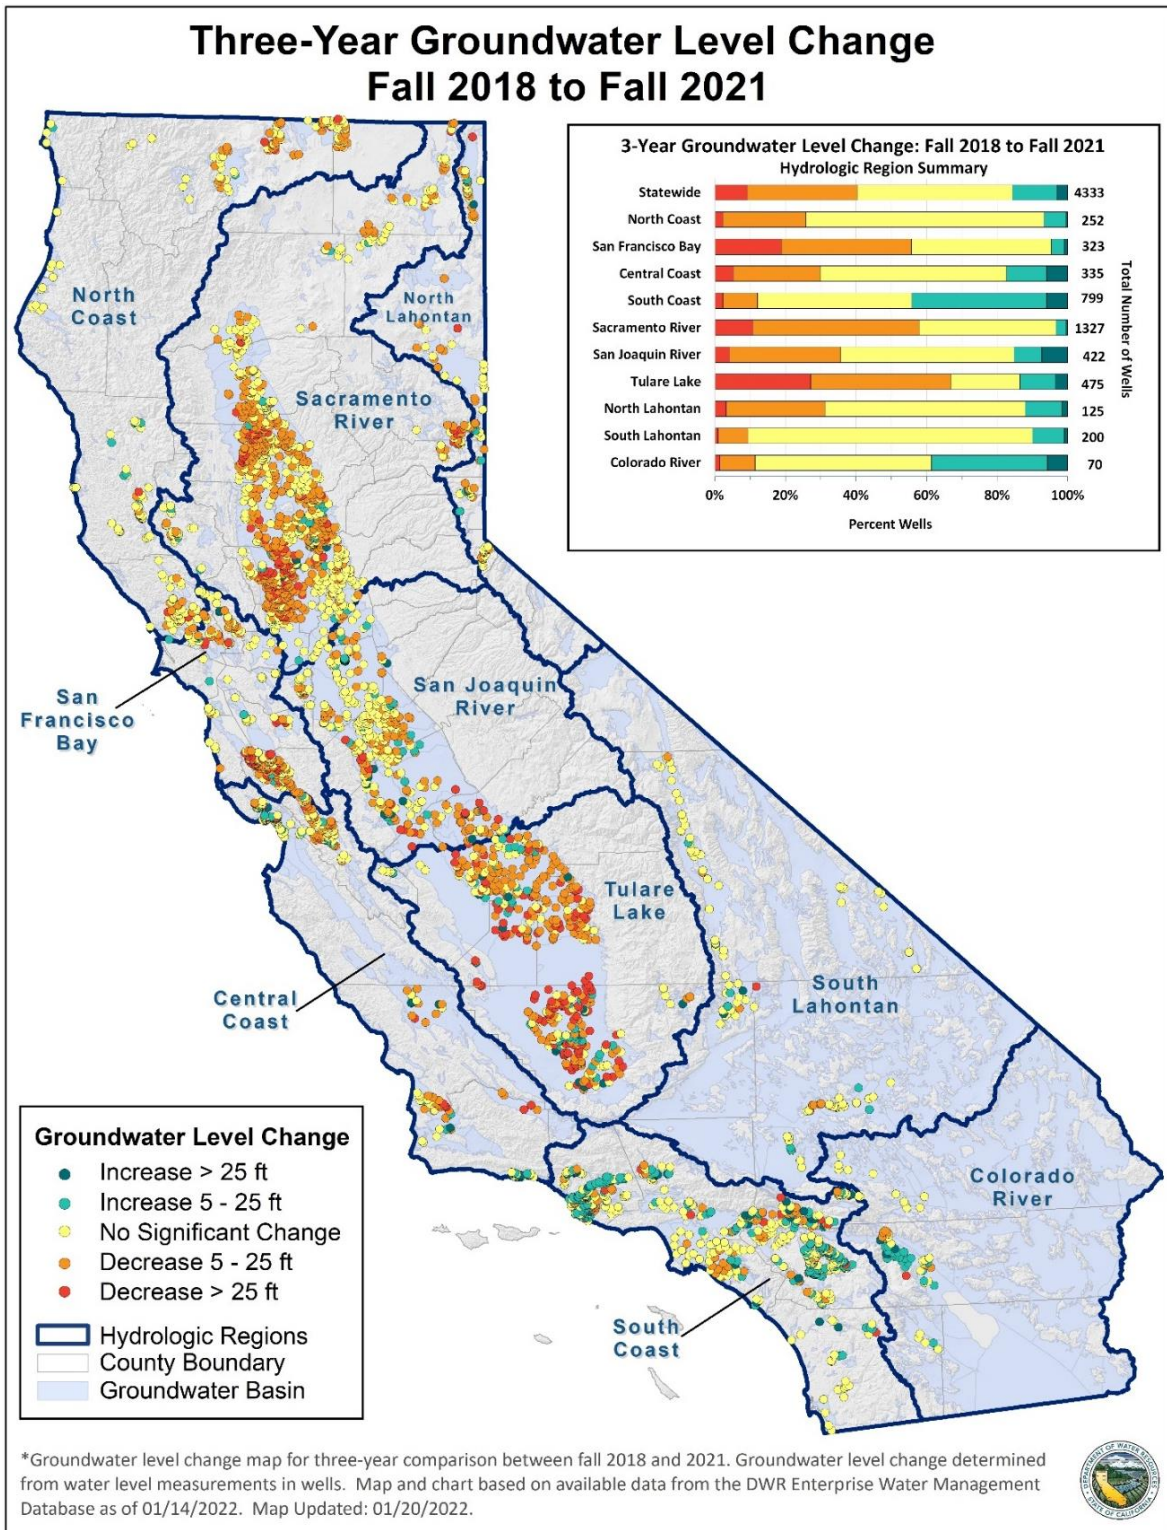 Three-Year Groundwater Level Change
Fall 2018 to Fall 2021
3-Year Groundwater Level Change: Fall 2018 to Fall 2021
Hydrologic Region Summary
Statewide 4333
North Coast 252
San Francisco Bay 323
Central Coast 335
South Coast 799
Sacramento River 1327
San Joaquin River 422
Tulare Lake 475
North Lahontan 125
South Lahontan 200
Colorado River 70
0% 20% 40% 60% 80% 100%
Percent Wells
Total Number of Wells
North
Coast
North
Lahontan
Sacramento
River
San
Francisco
Bay
San Joaquin
River
Tulare
Lake
Central
Coast
South
Lahontan
Colorado
River
South
Coast
Groundwater Level Change
Increase > 25 ft
Increase 5 - 25 ft
No Significant Change
Decrease 5 - 25 ft
Decrease > 25 ft
Hydrologic Regions
County Boundary
Groundwater Basin
*Groundwater level change map for three-year comparison between fall 2018 and 2021. Groundwater level change determined
from water level measurements in wells. Map and chart based on available data from the DWR Enterprise Water Management
Database as of 01/14/2022. Map Updated: 01/20/2022.
DEPARTMENT OF WATER RESOURCES
STATE OF CALIFORNIA